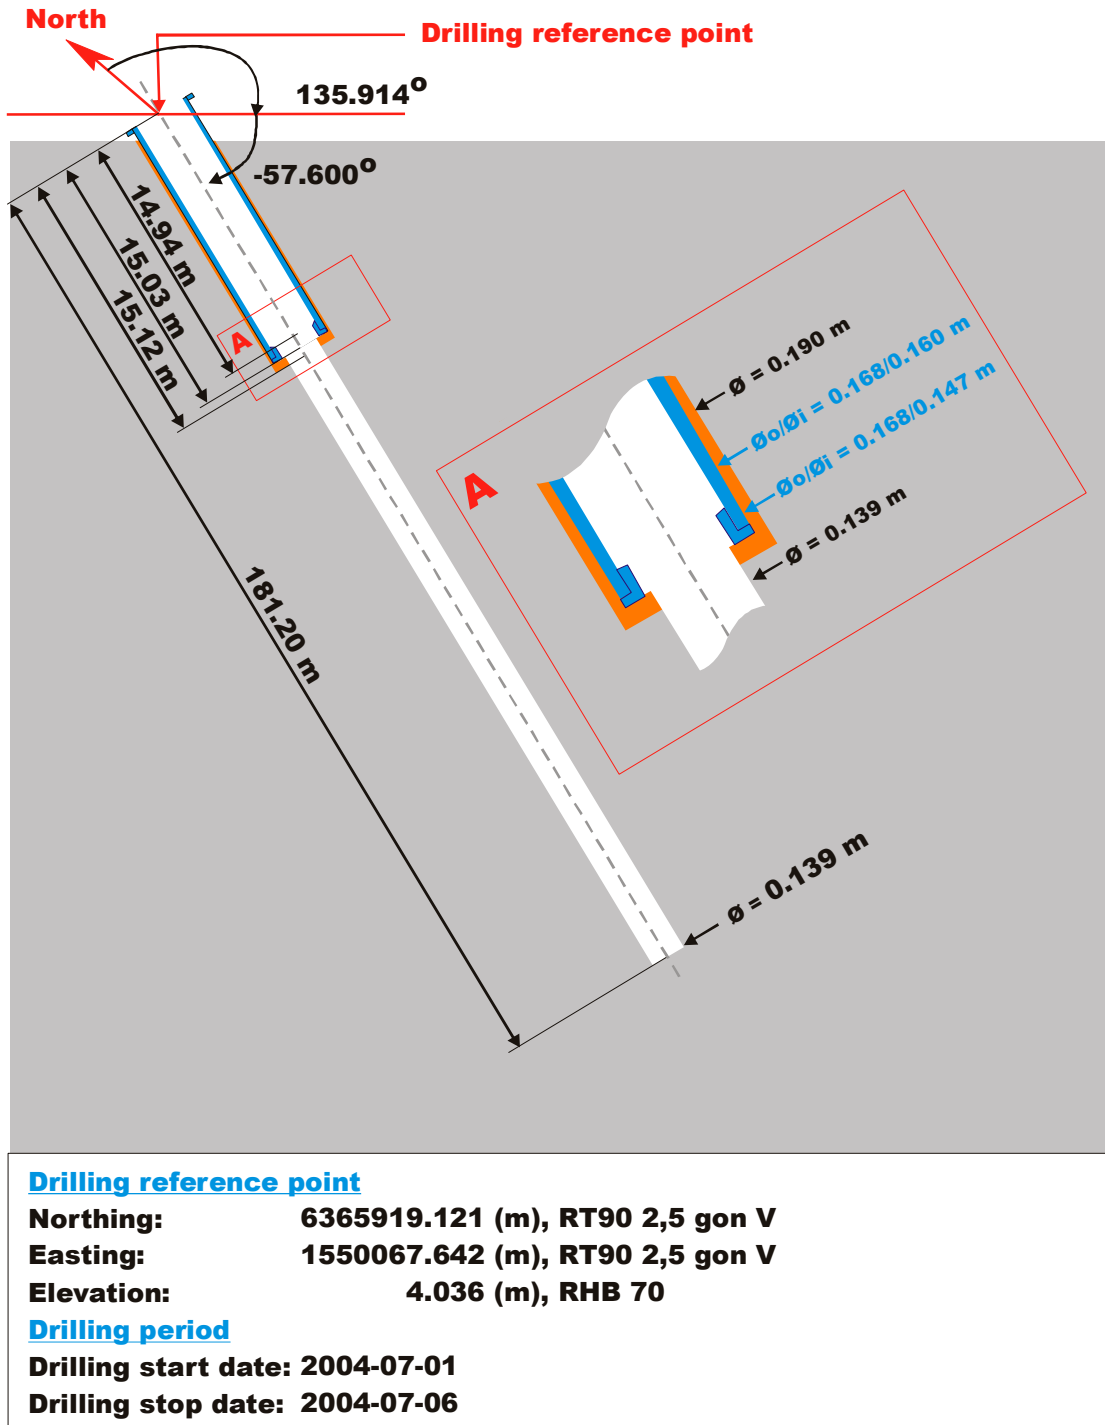 North
Drilling reference point
135.914°
-57.600°
14.94 m
15.03 m
15.12 m
A
181.20 m
A
Ø = 0.190 m
Øo/Øi = 0.168/0.160 m
Øo/Øi = 0.168/0.147 m
Ø = 0.139 m
Ø = 0.139 m
Drilling reference point
Northing: 6365919.121 (m), RT90 2,5 gon V
Easting: 1550067.642 (m), RT90 2,5 gon V
Elevation: 4.036 (m), RHB 70
Drilling period
Drilling start date: 2004-07-01
Drilling stop date: 2004-07-06